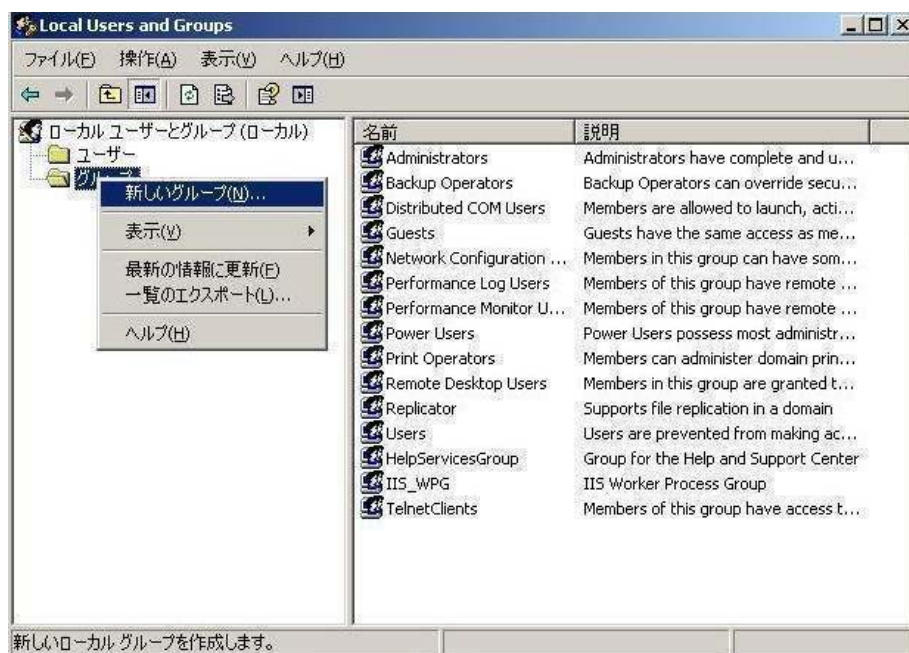 Local Users and Groups
ファイル(F) 操作(A) 表示(V) ヘルプ(H)
ローカル ユーザーとグループ (ローカル)
ユーザー
グループ
新しいグループ(N)...
表示(V)
最新の情報に更新(F)
一覧のエクスポート(L)...
ヘルプ(H)
名前 説明
Administrators Administrators have complete and u...
Backup Operators Backup Operators can override secu...
Distributed COM Users Members are allowed to launch, acti...
Guests Guests have the same access as me...
Network Configuration ... Members in this group can have som...
Performance Log Users Members of this group have remote ...
Performance Monitor U... Members of this group have remote ...
Power Users Power Users possess most administr...
Print Operators Members can administer domain prin...
Remote Desktop Users Members in this group are granted t...
Replicator Supports file replication in a domain
Users Users are prevented from making ac...
HelpServicesGroup Group for the Help and Support Center
IIS_WPG IIS Worker Process Group
TelnetClients Members of this group have access t...
新しいローカル グループを作成します。